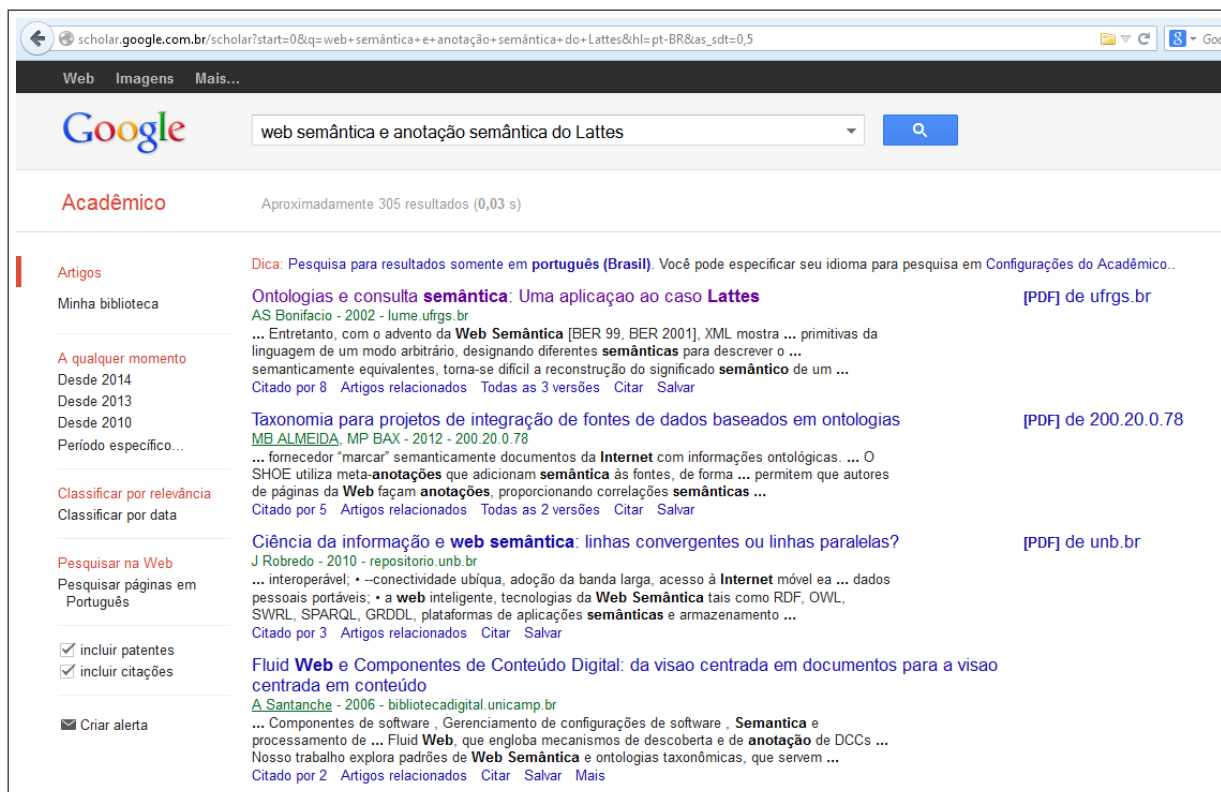 scholar.google.com.br/scholar?start=0&q=web+semântica+e+anotação+semântica+do+Lattes&hl=pt-BR&as_sdt=0,5
8 Goo
Web Imagens Mais...
Google
web semântica e anotação semântica do Lattes
Acadêmico
Aproximadamente 305 resultados (0,03 s)
Artigos
Minha biblioteca
A qualquer momento
Desde 2014
Desde 2013
Desde 2010
Período específico...
Classificar por relevância
Classificar por data
Pesquisar na Web
Pesquisar páginas em
Português
incluir patentes
incluir citações
Criar alerta
Dica: Pesquisa para resultados somente em português (Brasil). Você pode especificar seu idioma para pesquisa em Configurações do Acadêmico..
Ontologias e consulta semântica: Uma aplicaçao ao caso Lattes
[PDF] de ufrgs.br
AS Bonifacio - 2002 - lume.ufrgs.br
... Entretanto, com o advento da Web Semântica [BER 99, BER 2001], XML mostra ... primitivas da
linguagem de um modo arbitrário, designando diferentes semânticas para descrever o ...
semanticamente equivalentes, torna-se difícil a reconstrução do significado semântico de um ...
Citado por 8 Artigos relacionados Todas as 3 versões Citar Salvar
Taxonomia para projetos de integração de fontes de dados baseados em ontologias
[PDF] de 200.20.0.78
MB ALMEIDA, MP BAX - 2012 - 200.20.0.78
... fornecedor “marcar” semanticamente documentos da Internet com informações ontológicas. ... O
SHOE utiliza meta-anotações que adicionam semântica às fontes, de forma ... permitem que autores
de páginas da Web façam anotações, proporcionando correlações semânticas ...
Citado por 5 Artigos relacionados Todas as 2 versões Citar Salvar
Ciência da informação e web semântica: linhas convergentes ou linhas paralelas?
[PDF] de unb.br
J Robredo - 2010 - repositorio.unb.br
... interoperável; • --conectividade ubíqua, adoção da banda larga, acesso à Internet móvel ea ... dados
pessoais portáveis; • a web inteligente, tecnologias da Web Semântica tais como RDF, OWL,
SWRL, SPARQL, GRDDL, plataformas de aplicações semânticas e armazenamento ...
Citado por 3 Artigos relacionados Citar Salvar
Fluid Web e Componentes de Conteúdo Digital: da visao centrada em documentos para a visao
centrada em conteúdo
A Santanche - 2006 - bibliotecadigital.unicamp.br
... Componentes de software , Gerenciamento de configurações de software , Semantica e
processamento de ... Fluid Web, que engloba mecanismos de descoberta e de anotação de DCCs ...
Nosso trabalho explora padrões de Web Semântica e ontologias taxonômicas, que servem ...
Citado por 2 Artigos relacionados Citar Salvar Mais